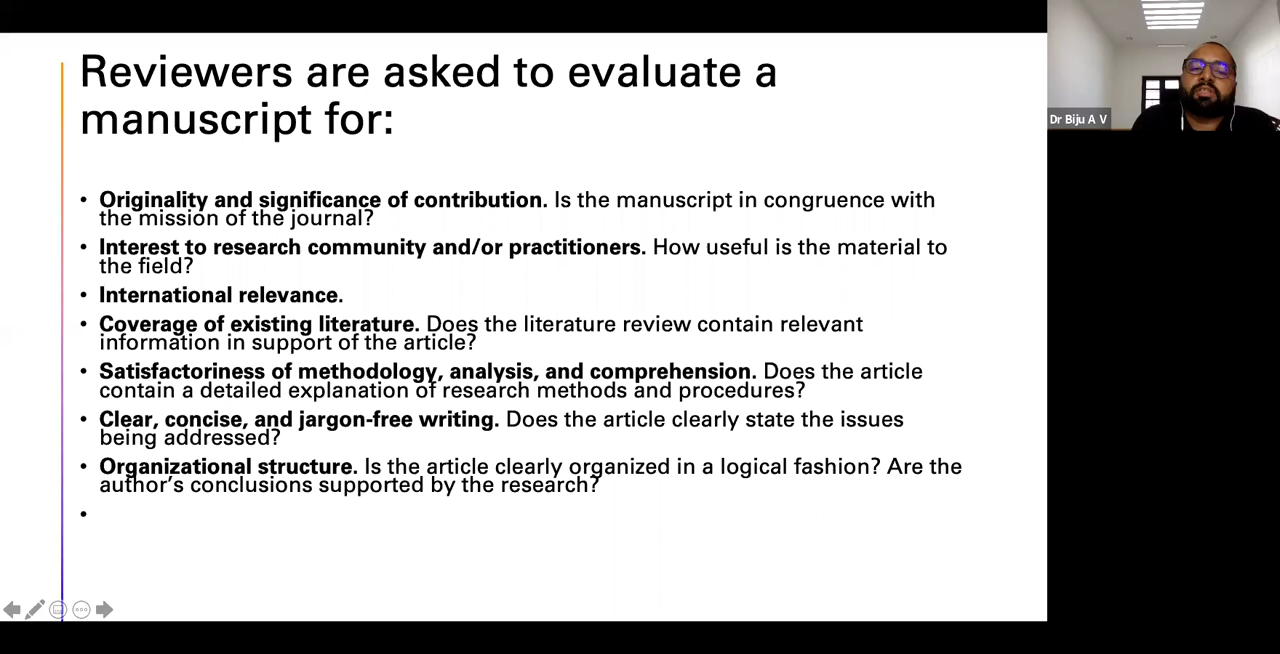 Reviewers are asked to evaluate a
manuscript for:
• Originality and significance of contribution. Is the manuscript in congruence with
the mission of the journal?
• Interest to research community and/or practitioners. How useful is the material to
the field?
• International relevance.
• Coverage of existing literature. Does the literature review contain relevant
information in support of the article?
• Satisfactoriness of methodology, analysis, and comprehension. Does the article
contain a detailed explanation of research methods and procedures?
• Clear, concise, and jargon-free writing. Does the article clearly state the issues
being addressed?
• Organizational structure. Is the article clearly organized in a logical fashion? Are the
author’s conclusions supported by the research?
•
Dr Biju A V